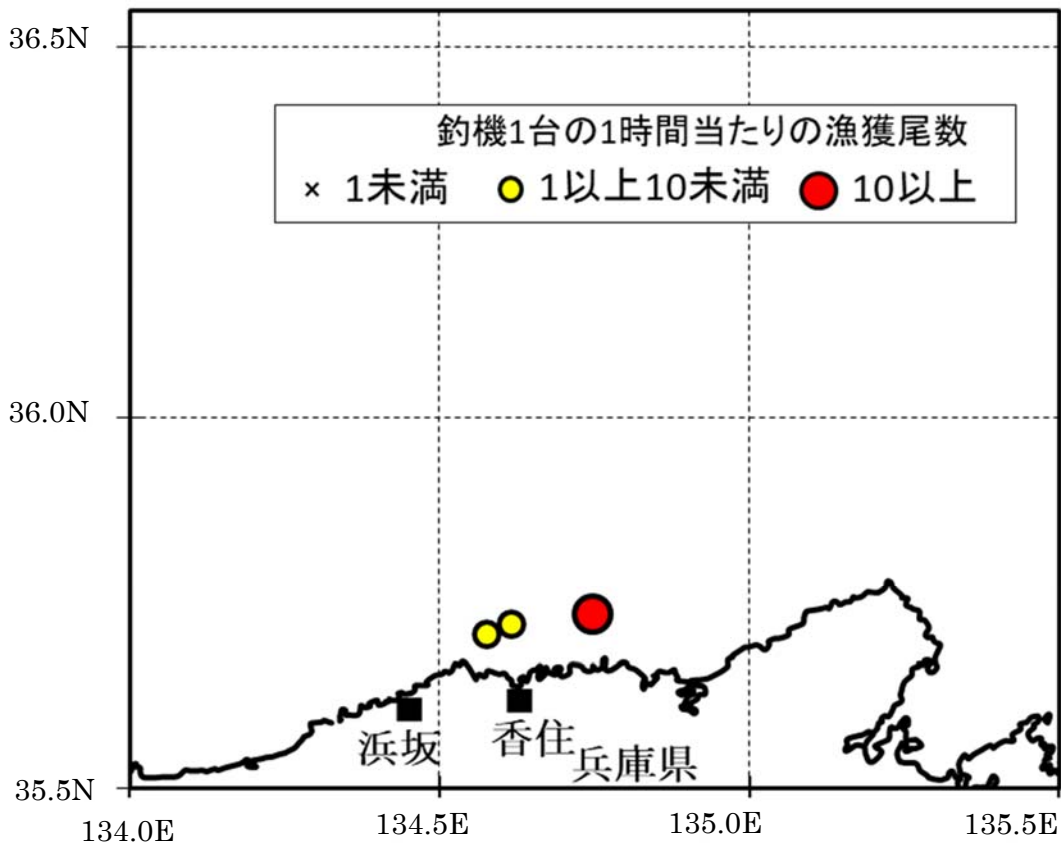 36.5N
釣機1台の1時間当たりの漁獲尾数
× 1未満 1以上10未満 10以上
36.0N
浜坂
香住
兵庫県
35.5N
134.0E 134.5E 135.0E 135.5E